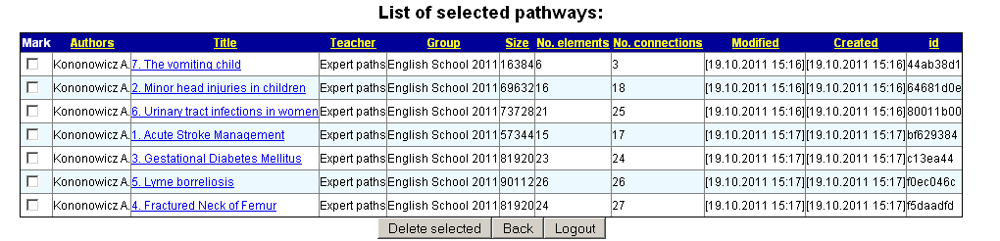 List of selected pathways:
Mark Authors Title Teacher Group Size No. elements No. connections Modified Created id
Kononowicz A. 7. The vomiting child Expert paths English School 2011 16384 6 3 [19.10.2011 15:16] [19.10.2011 15:16] 44ab38d1
Kononowicz A. 2. Minor head injuries in children Expert paths English School 2011 69632 16 18 [19.10.2011 15:16] [19.10.2011 15:16] 64681d0e
Kononowicz A. 6. Urinary tract infections in women Expert paths English School 2011 73728 21 25 [19.10.2011 15:16] [19.10.2011 15:16] 80011b00
Kononowicz A. 1. Acute Stroke Management Expert paths English School 2011 57344 15 17 [19.10.2011 15:17] [19.10.2011 15:17] bf629384
Kononowicz A. 3. Gestational Diabetes Mellitus Expert paths English School 2011 81920 23 24 [19.10.2011 15:17] [19.10.2011 15:17] c13ea44
Kononowicz A. 5. Lyme borreliosis Expert paths English School 2011 90112 26 26 [19.10.2011 15:17] [19.10.2011 15:17] f0ec046c
Kononowicz A. 4. Fractured Neck of Femur Expert paths English School 2011 81920 24 27 [19.10.2011 15:17] [19.10.2011 15:17] f5daadfd
Delete selected Back Logout